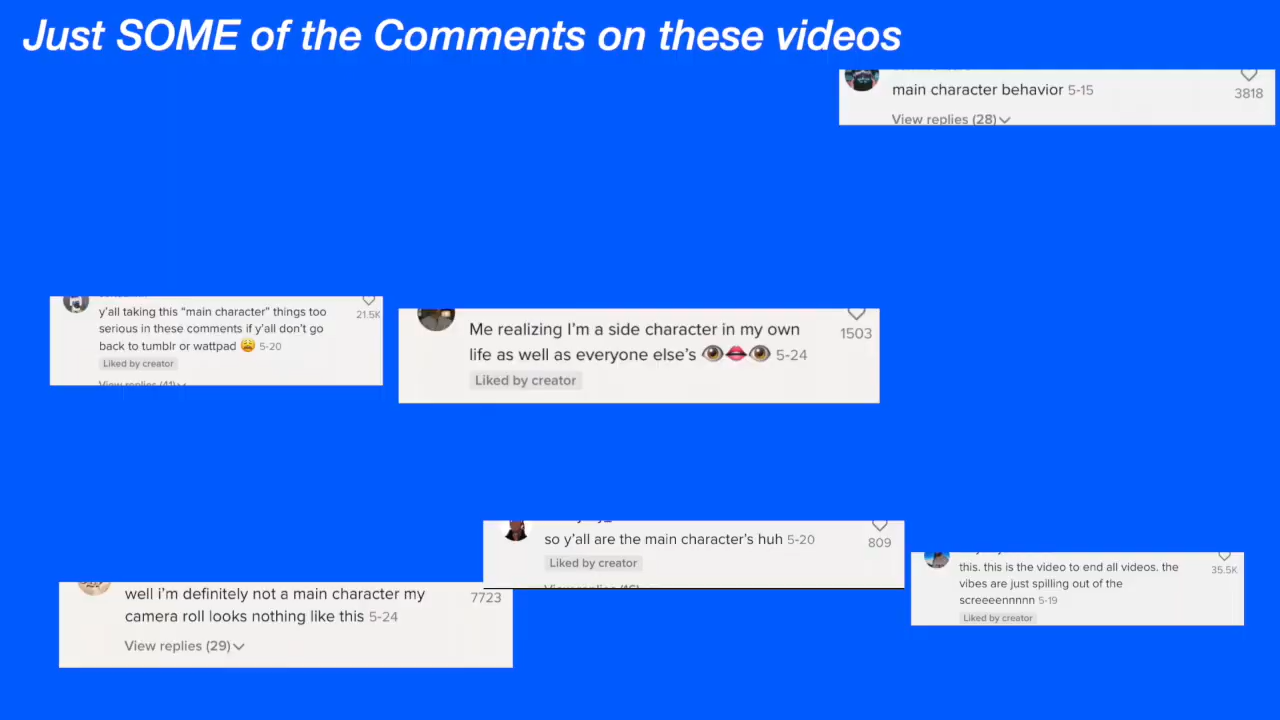 Just SOME of the Comments on these videos
main character behavior 5-15
3818
View replies (28)
y'all taking this “main character” things too
21.5K
serious in these comments if y'all don't go
back to tumblr or wattpad 😩 5-20
Liked by creator
View replies (41)
Me realizing I'm a side character in my own
1503
life as well as everyone else's 👁👄👁 5-24
Liked by creator
so y'all are the main character's huh 5-20
809
Liked by creator
View replies (16)
this. this is the video to end all videos. the
35.5K
vibes are just spilling out of the
screeeennnnn 5-19
Liked by creator
well i'm definitely not a main character my
7723
camera roll looks nothing like this 5-24
View replies (29)